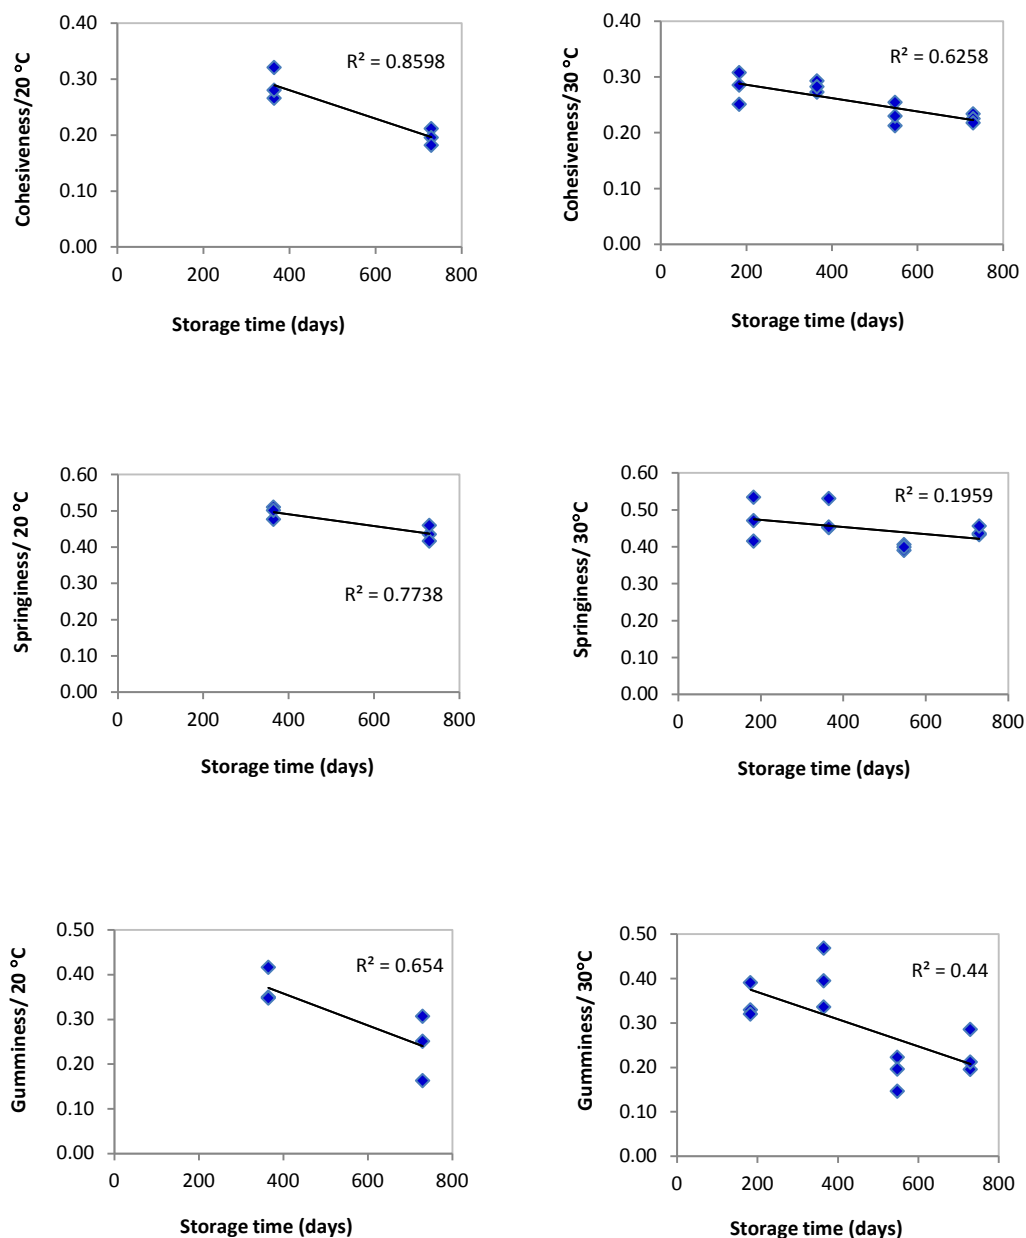 Cohesiveness/20 °C
0.40
0.30
0.20
0.10
0.00
R² = 0.8598
0 200 400 600 800
Storage time (days)
Cohesiveness/30 °C
0.40
0.30
0.20
0.10
0.00
R² = 0.6258
0 200 400 600 800
Storage time (days)
Springiness/ 20 °C
0.60
0.50
0.40
0.30
0.20
0.10
0.00
R² = 0.7738
0 200 400 600 800
Storage time (days)
Springiness/ 30°C
0.60
0.50
0.40
0.30
0.20
0.10
0.00
R² = 0.1959
0 200 400 600 800
Storage time (days)
Gumminess/ 20 °C
0.50
0.40
0.30
0.20
0.10
0.00
R² = 0.654
0 200 400 600 800
Storage time (days)
Gumminess/ 30°C
0.50
0.40
0.30
0.20
0.10
0.00
R² = 0.44
0 200 400 600 800
Storage time (days)